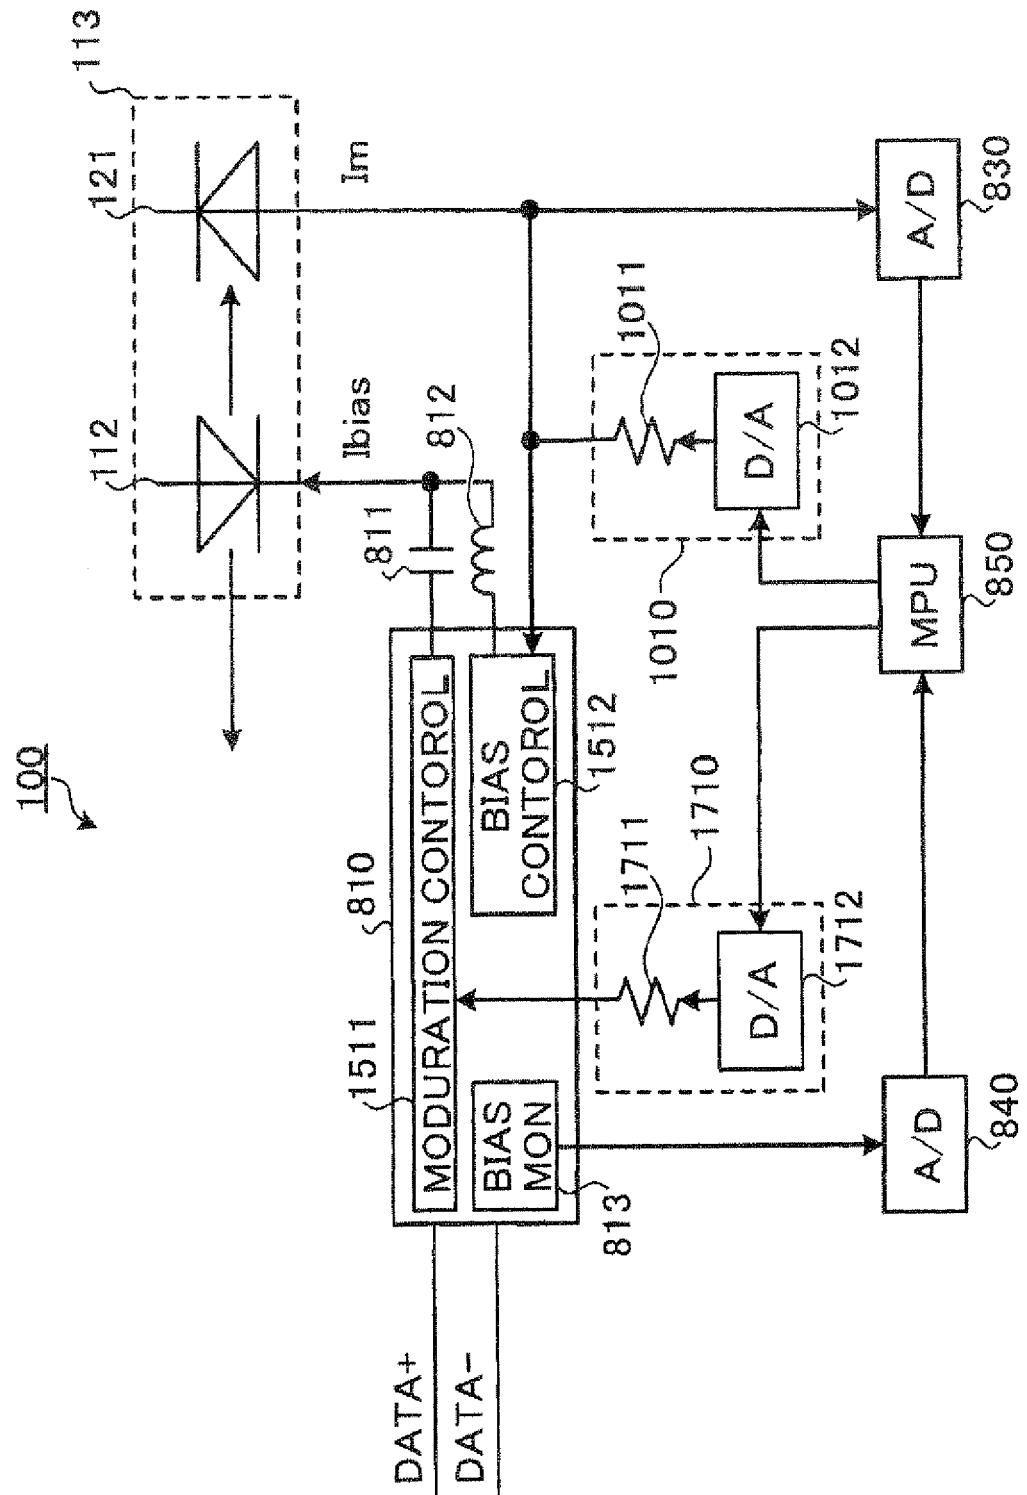 100
113
121
112
Im
Ibias
811
812
810
1511
MODURATION CONTOROL
BIAS
CONTOROL
1512
BIAS
MON
813
DATA+
DATA-
1011
D/A
1012
1010
1711
1710
D/A
1712
A/D
830
MPU
850
A/D
840